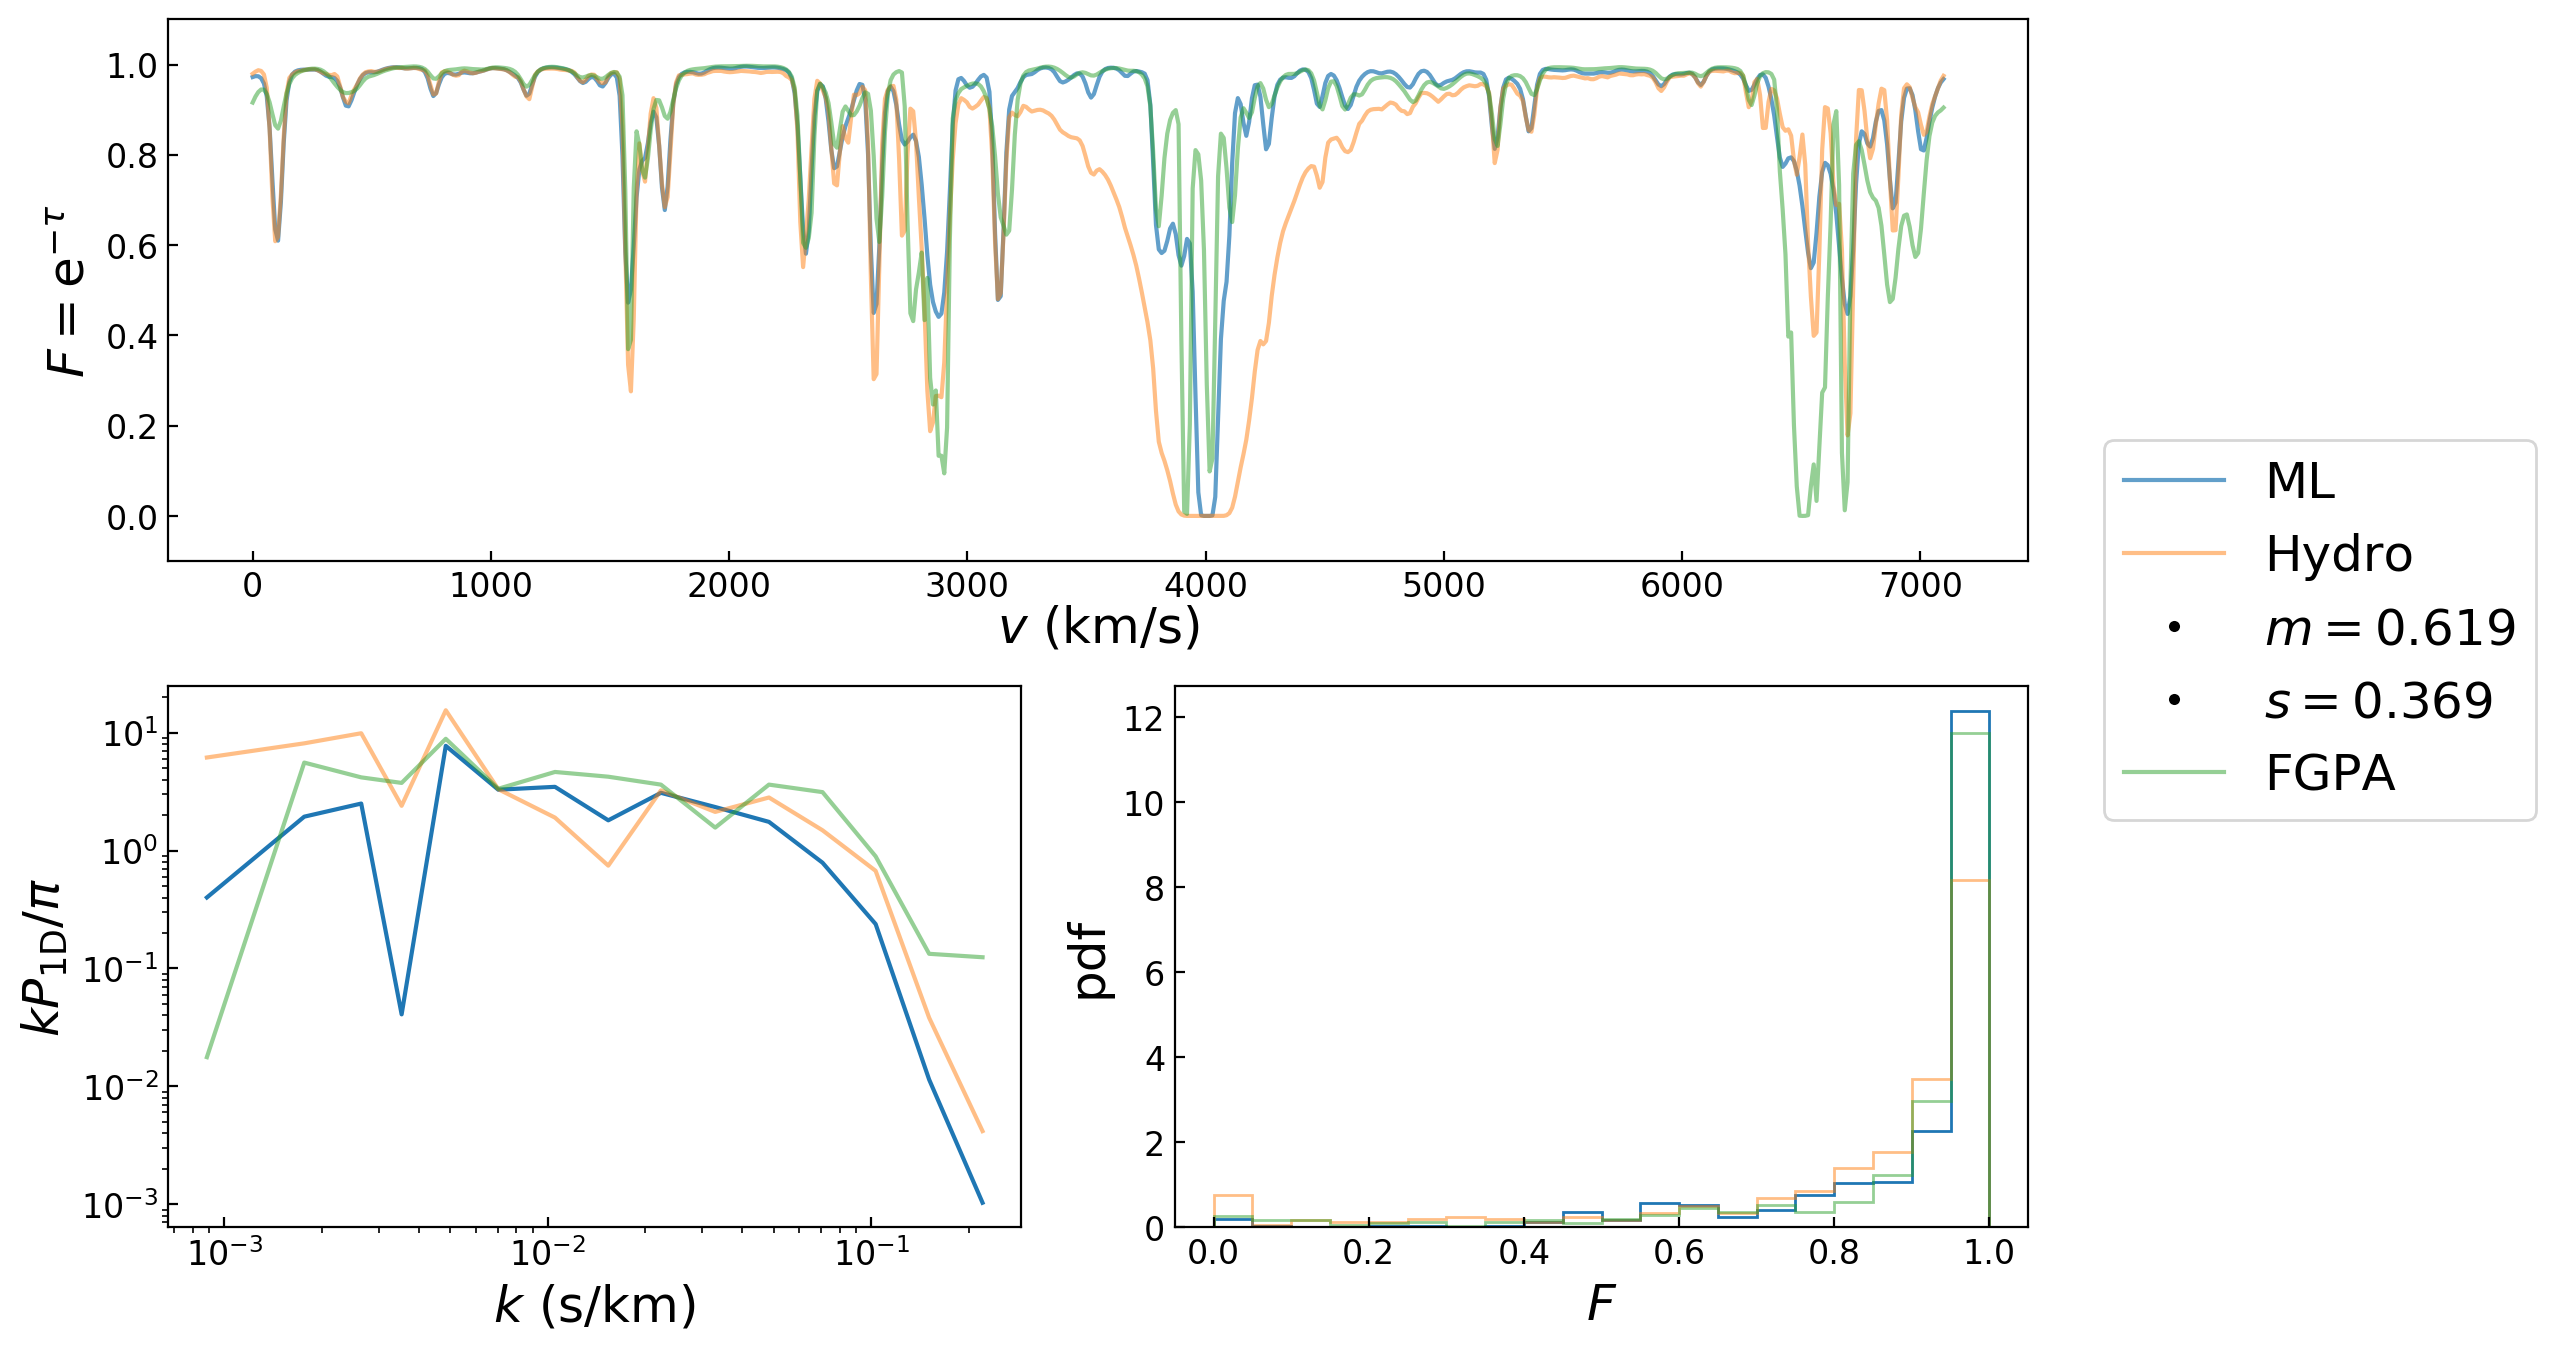 F = e^{−τ}
1.0
0.8
0.6
0.4
0.2
0.0
0 1000 2000 3000 4000 5000 6000 7000
v (km/s)
ML
Hydro
m = 0.619
s = 0.369
FGPA
kP_{1D}/π
10^1
10^0
10^{−1}
10^{−2}
10^{−3}
10^{−3} 10^{−2} 10^{−1}
k (s/km)
pdf
12
10
8
6
4
2
0
0.0 0.2 0.4 0.6 0.8 1.0
F